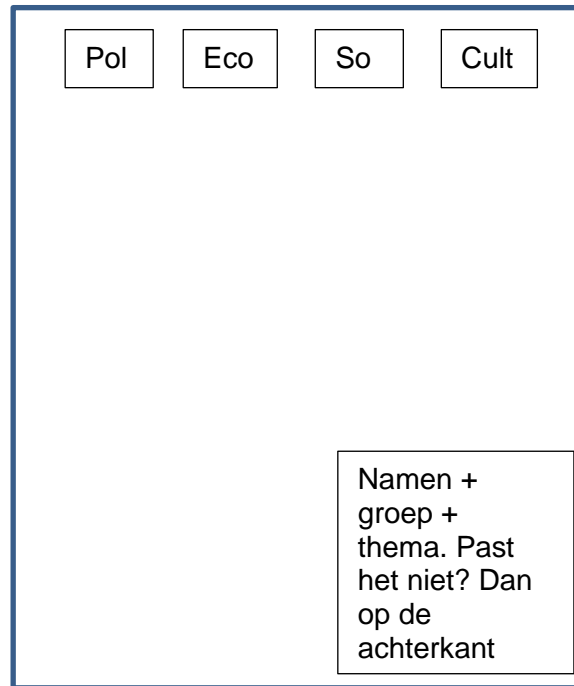 Pol Eco So Cult
Namen +
groep +
thema. Past
het niet? Dan
op de
achterkant